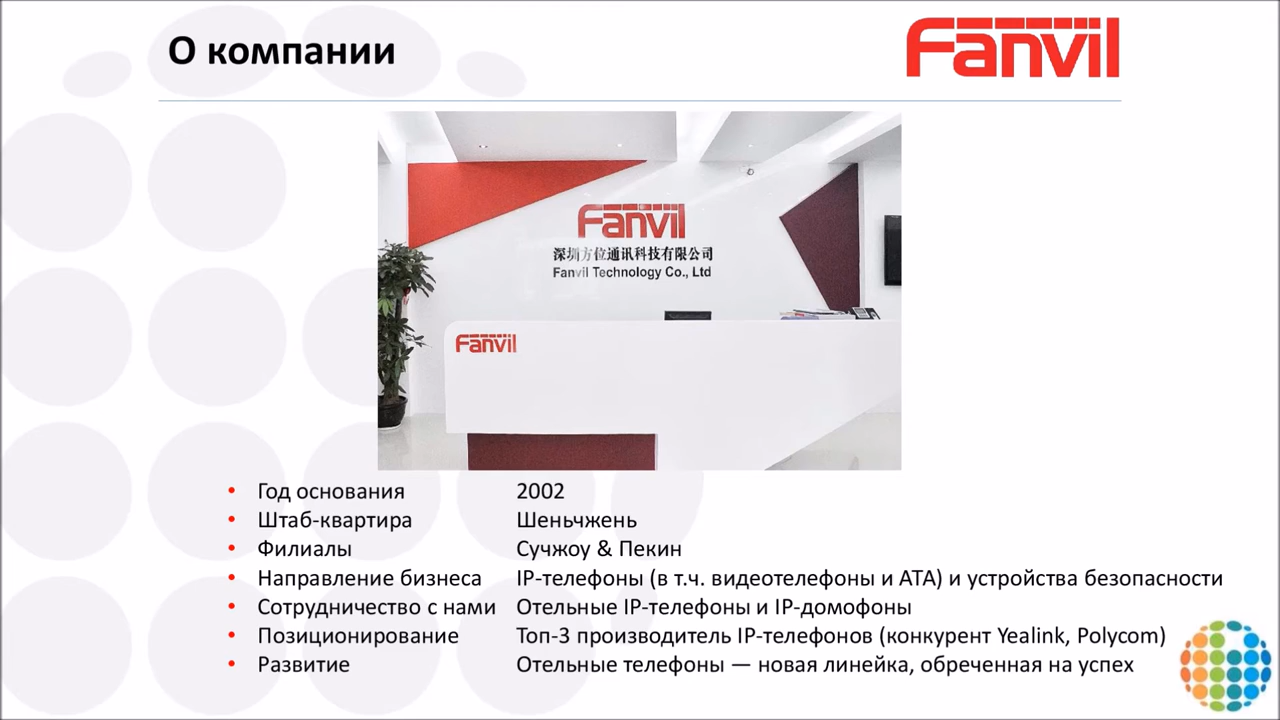 О компании
Fanvil
Fanvil
深圳方位通讯科技有限公司
Fanvil Technology Co., Ltd
Fanvil
• Год основания 2002
• Штаб-квартира Шеньчжень
• Филиалы Сучжоу & Пекин
• Направление бизнеса IP-телефоны (в т.ч. видеотелефоны и АТА) и устройства безопасности
• Сотрудничество с нами Отельные IP-телефоны и IP-домофоны
• Позиционирование Топ-3 производитель IP-телефонов (конкурент Yealink, Polycom)
• Развитие Отельные телефоны — новая линейка, обреченная на успех